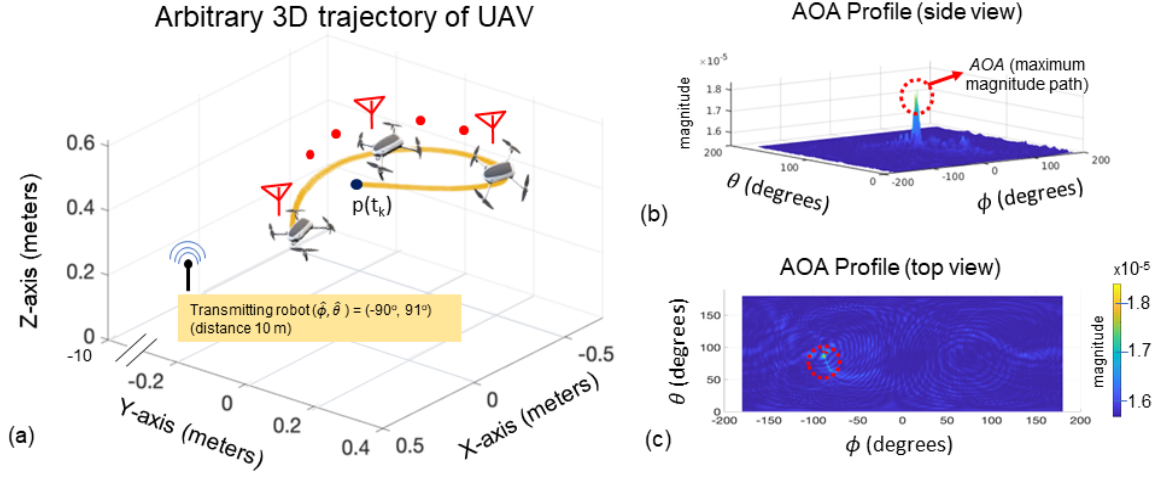 Arbitrary 3D trajectory of UAV
Z-axis (meters)
0.6
0.4
0.2
0
-10
-0.2
0
0.2
0.4
Y-axis (meters)
0.5
0
-0.5
X-axis (meters)
p(tₖ)
Transmitting robot (ϕ̂, θ̂ ) = (-90°, 91°)
(distance 10 m)
(a)
AOA Profile (side view)
×10⁻⁵
1.8
1.7
1.6
magnitude
200
100
0
θ (degrees)
-200
-100
0
100
200
ϕ (degrees)
AOA (maximum
magnitude path)
(b)
AOA Profile (top view)
θ (degrees)
150
100
50
0
-200
-150
-100
-50
0
50
100
150
200
ϕ (degrees)
×10⁻⁵
1.8
1.7
1.6
magnitude
(c)